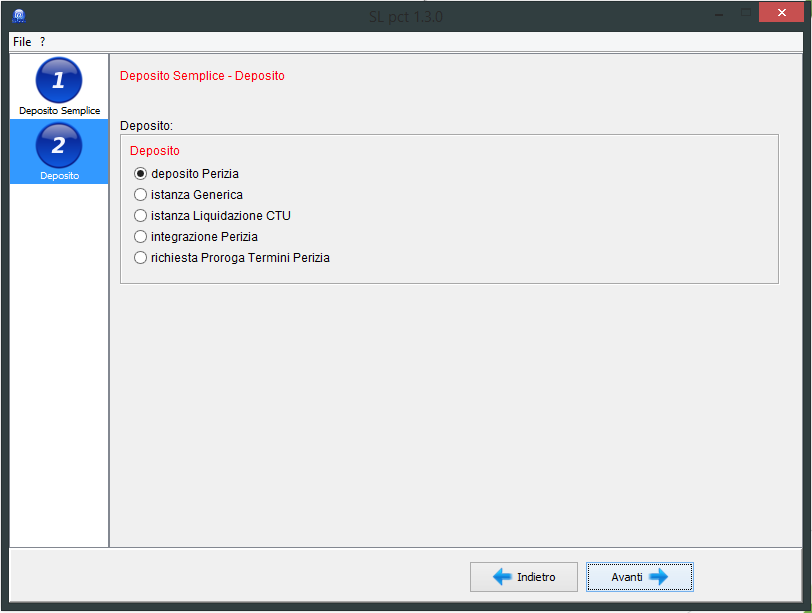 SL pct 1.3.0
File ?
1
Deposito Semplice
2
Deposito
Deposito Semplice - Deposito
Deposito:
Deposito
deposito Perizia
istanza Generica
istanza Liquidazione CTU
integrazione Perizia
richiesta Proroga Termini Perizia
Indietro
Avanti